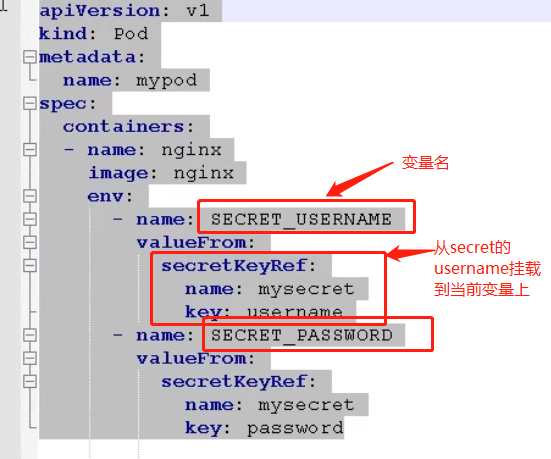 apiVersion: v1
kind: Pod
metadata:
  name: mypod
spec:
  containers:
  - name: nginx
    image: nginx
    env:
      - name: SECRET_USERNAME
        valueFrom:
          secretKeyRef:
            name: mysecret
            key: username
      - name: SECRET_PASSWORD
        valueFrom:
          secretKeyRef:
            name: mysecret
            key: password
变量名
从secret的
username挂载
到当前变量上